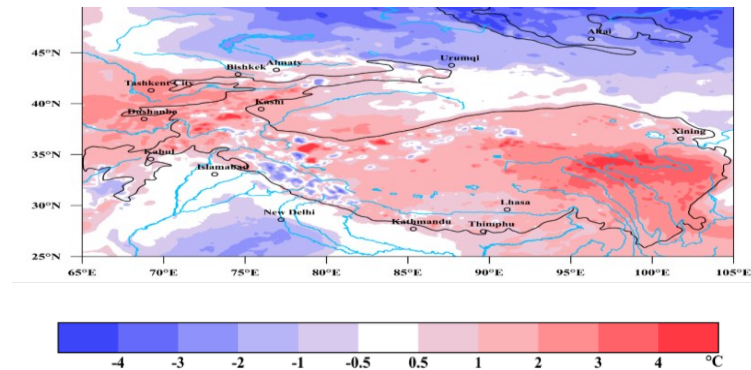 45°N
Altai
Urumqi
Bishkek Almaty
Tashkent City
40°N
Kashi
Dushanbe
Xining
35°N
Kabul
Islamabad
30°N
Lhasa
New Delhi
Kathmandu
Thimphu
25°N
65°E 70°E 75°E 80°E 85°E 90°E 95°E 100°E 105°E
-4 -3 -2 -1 -0.5 0.5 1 2 3 4 °C